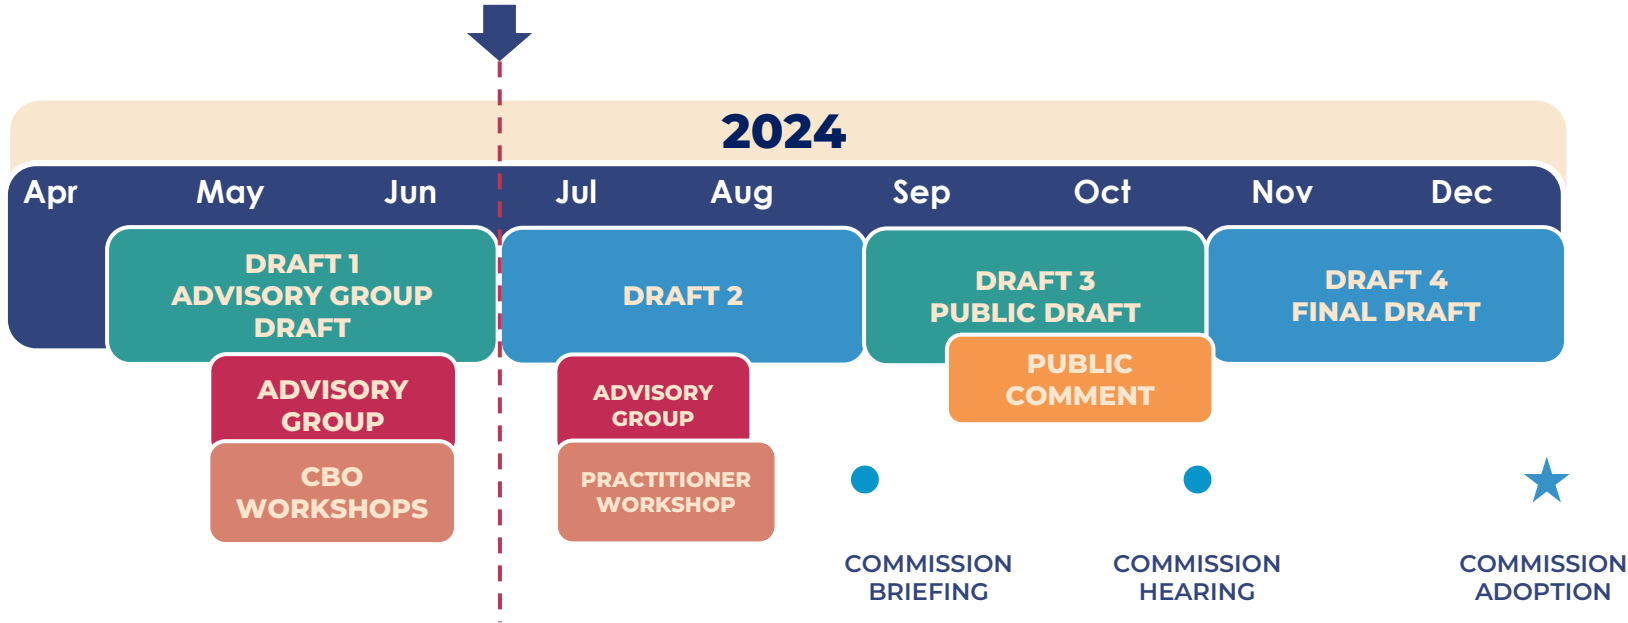 2024
Apr May Jun Jul Aug Sep Oct Nov Dec
DRAFT 1
ADVISORY GROUP
DRAFT
DRAFT 2
DRAFT 3
PUBLIC DRAFT
DRAFT 4
FINAL DRAFT
ADVISORY
GROUP
ADVISORY
GROUP
PUBLIC
COMMENT
CBO
WORKSHOPS
PRACTITIONER
WORKSHOP
COMMISSION
BRIEFING
COMMISSION
HEARING
COMMISSION
ADOPTION